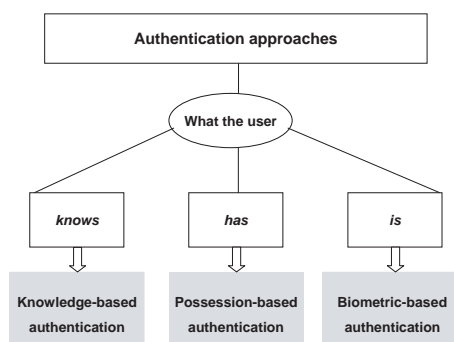 Authentication approaches
What the user
knows
has
is
Knowledge-based
authentication
Possession-based
authentication
Biometric-based
authentication